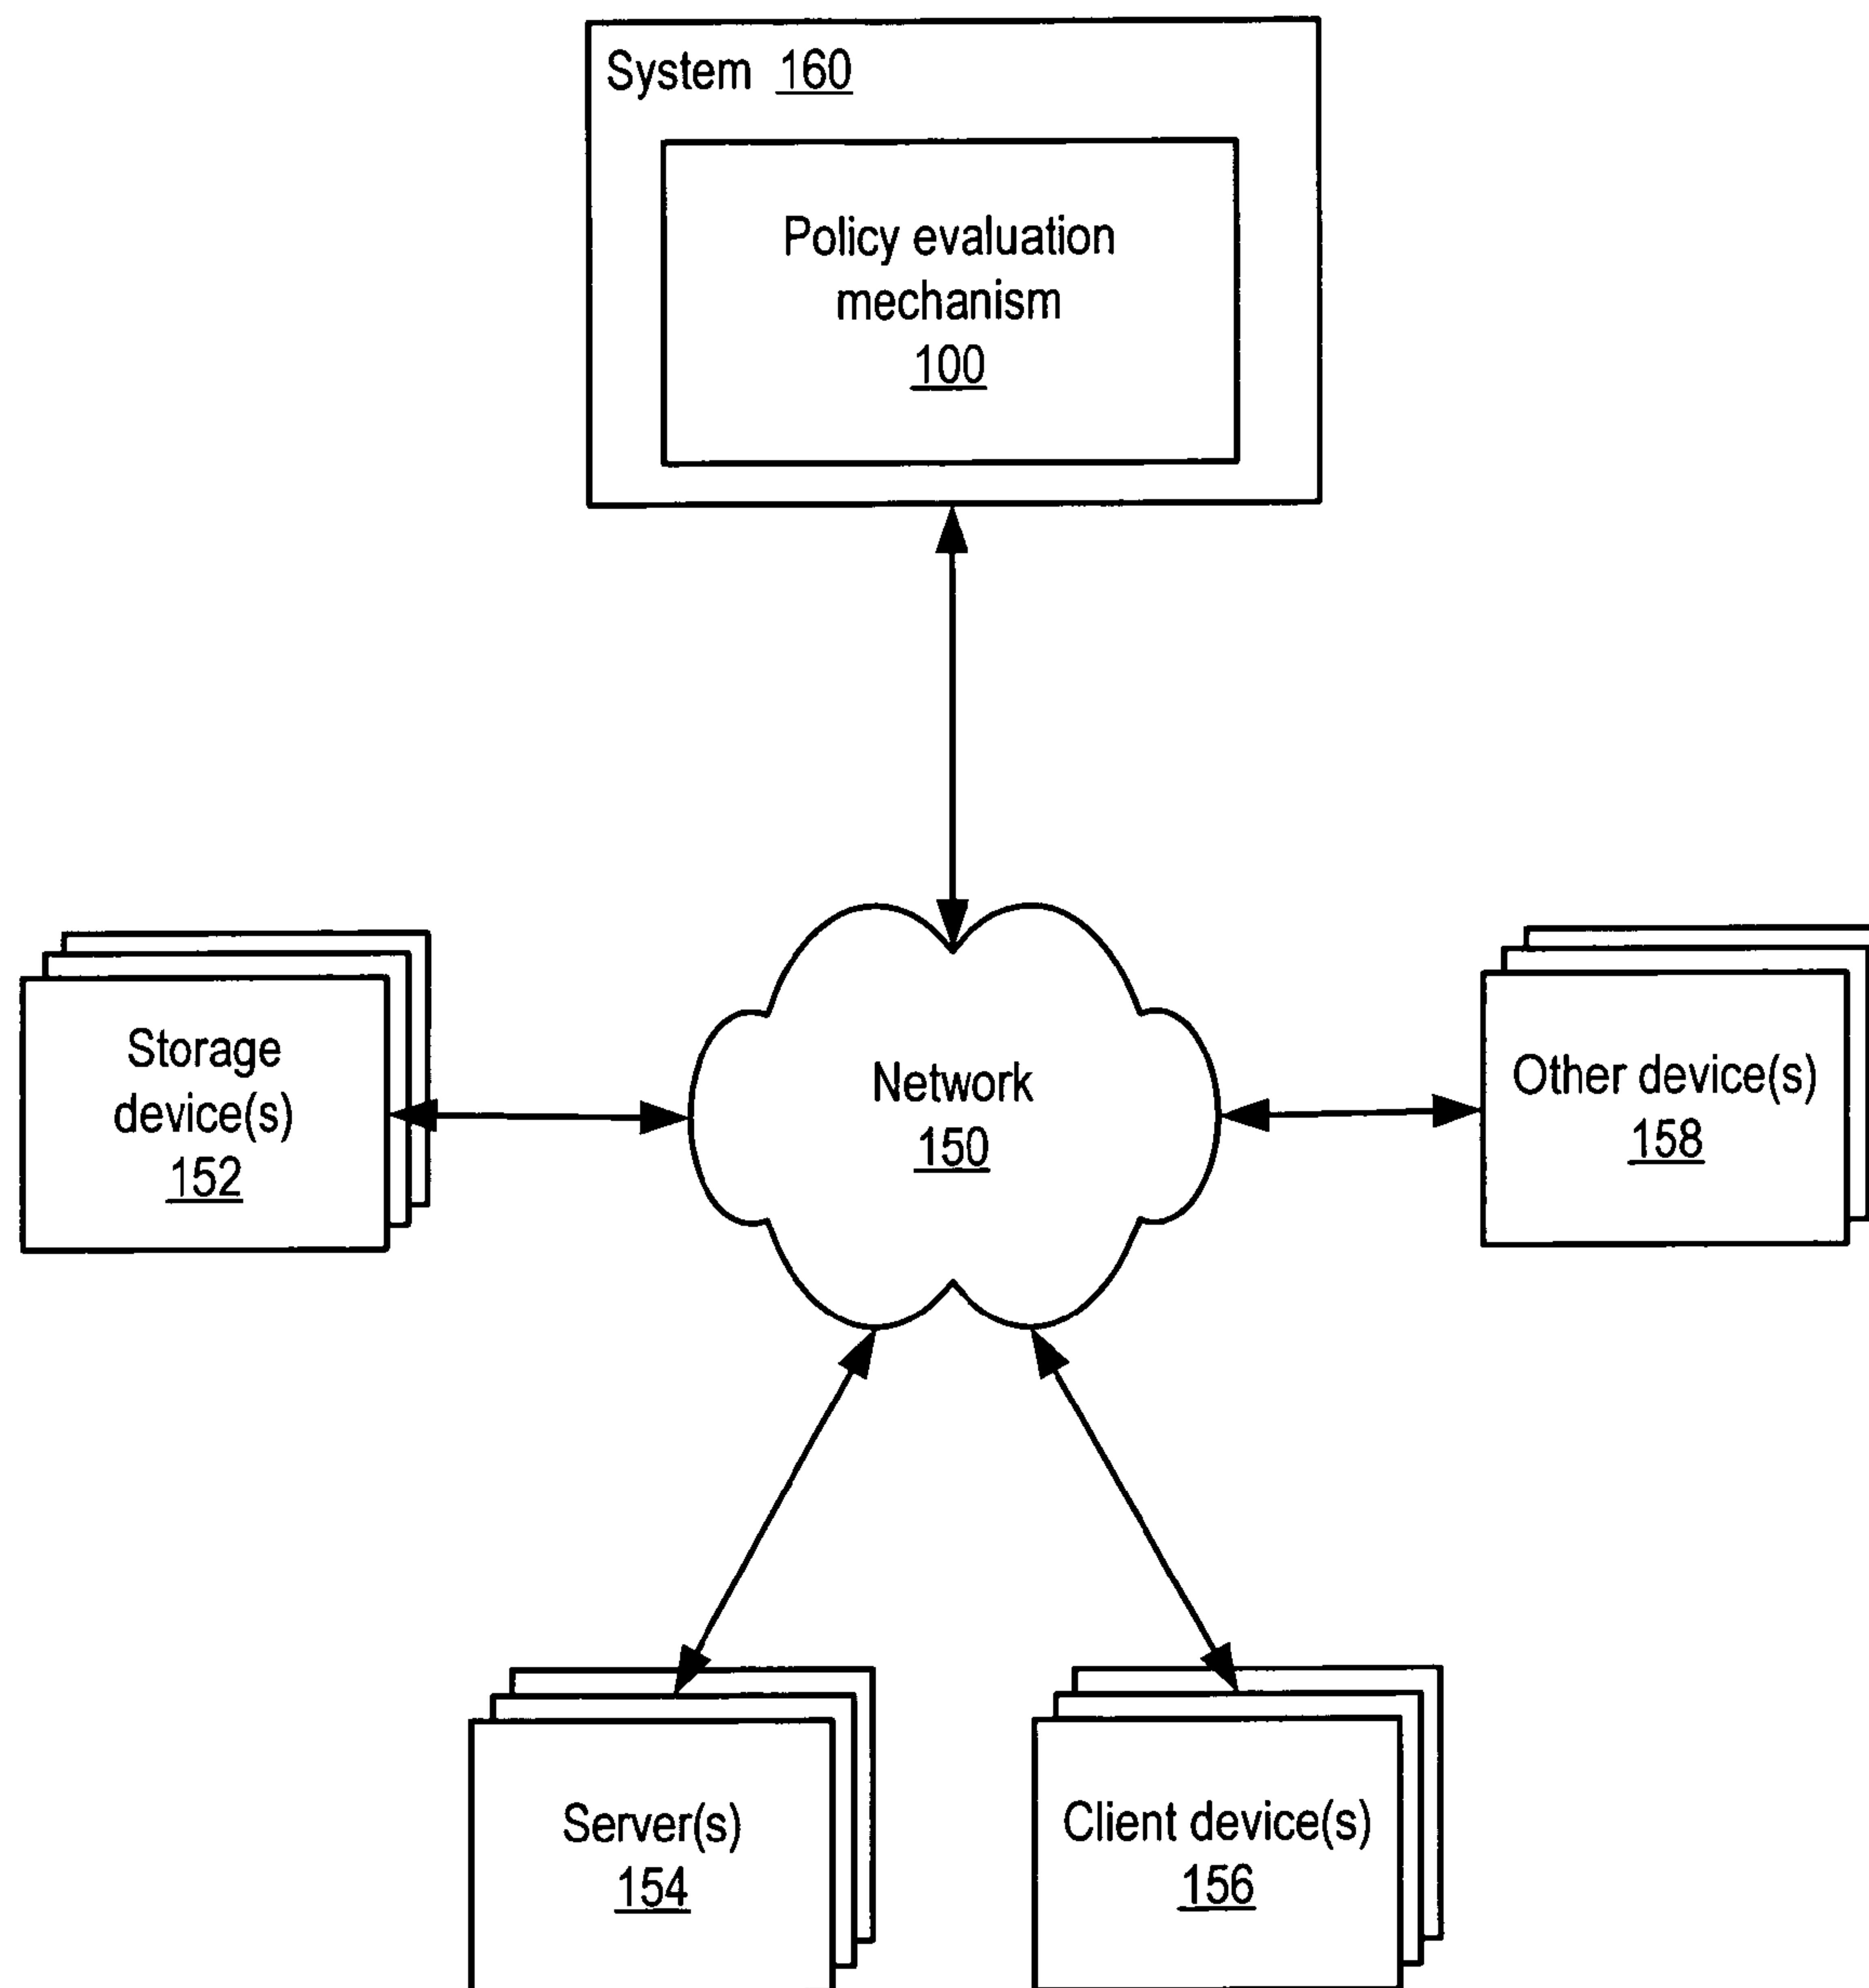 System 160
Policy evaluation
mechanism
100
Storage
device(s)
152
Network
150
Other device(s)
158
Server(s)
154
Client device(s)
156